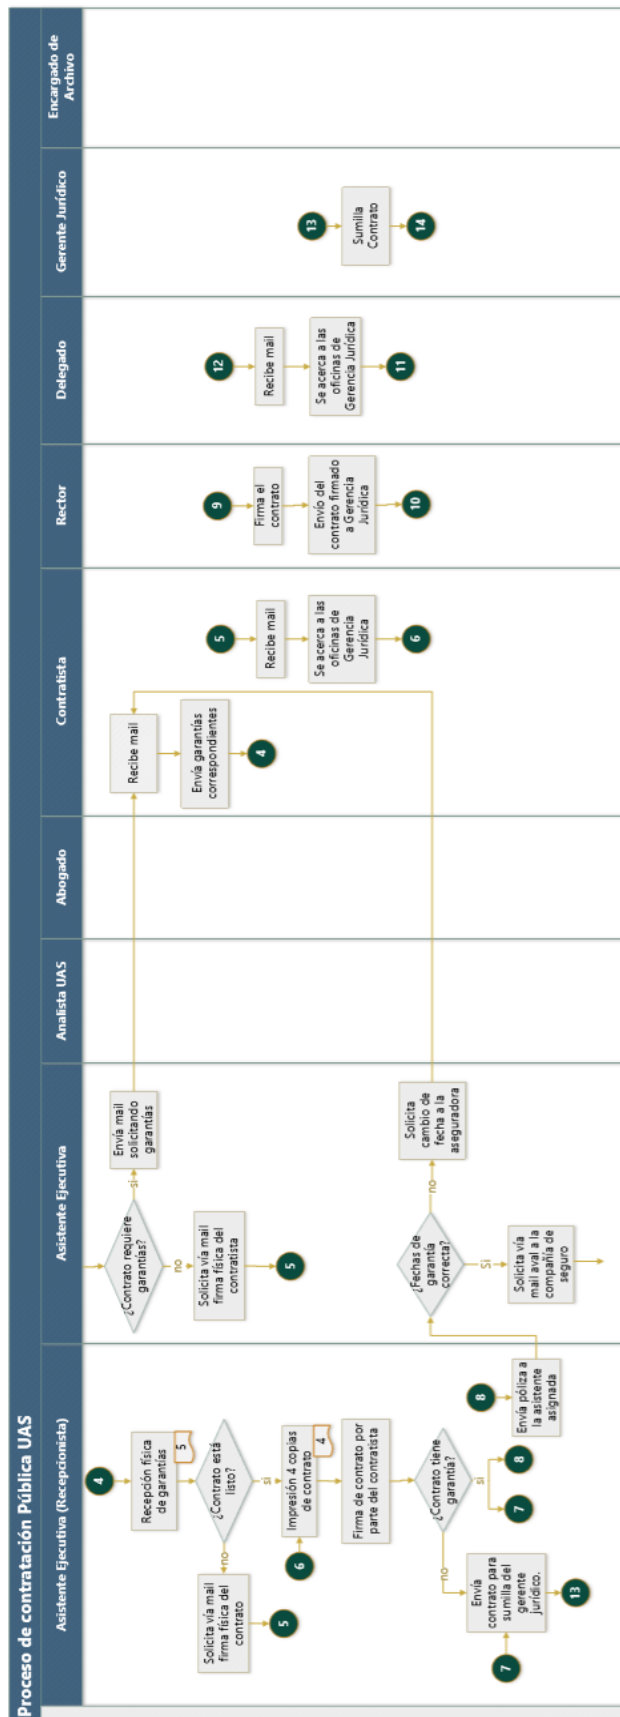 Proceso de contratación Pública UAS
Asistente Ejecutiva (Recepcionista)
Asistente Ejecutiva
Analista UAS
Abogado
Contratista
Rector
Delegado
Gerente Jurídico
Encargado de
Archivo
4
Recepción física
de garantías
5
¿Contrato está
listo?
no
si
Solicita vía mail
firma física del
contrato
5
Impresión 4 copias
de contrato
4
6
Firma de contrato por
parte del contratista
¿Contrato tiene
garantía?
no
si
7
8
Envía
contrato para
sumilla del
gerente
jurídico.
7
13
8
Envía póliza a
la asistente
asignada
¿Contrato requiere
garantías?
si
no
Envía mail
solicitando
garantías
Solicita vía mail
firma física del
contratista
5
¿Fechas de
garantía
correcta?
no
Si
Solicita
cambio de
fecha a la
aseguradora
Solicita vía
mail aval a la
compañía de
seguro
Recibe mail
Envía garantías
correspondientes
4
5
Recibe mail
Se acerca a las
oficinas de
Gerencia
Jurídica
6
9
Firma el
contrato
Envío del
contrato firmado
a Gerencia
Jurídica
10
12
Recibe mail
Se acerca a las
oficinas de
Gerencia Jurídica
11
13
Sumilla
Contrato
14